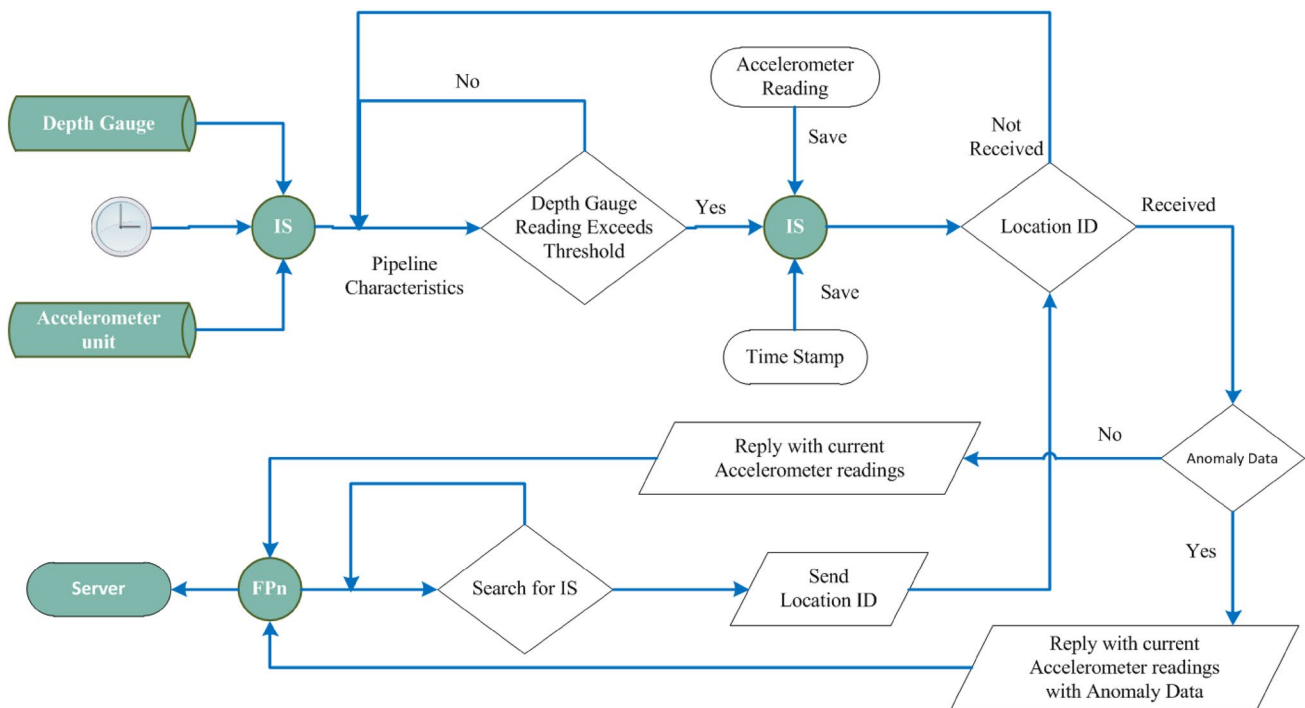 Depth Gauge
IS
Accelerometer
unit
No
Pipeline
Characteristics
Depth Gauge
Reading Exceeds
Threshold
Yes
Accelerometer
Reading
Save
IS
Save
Time Stamp
Not
Received
Location ID
Received
Anomaly Data
No
Yes
Reply with current
Accelerometer readings
Server
FPn
Search for IS
Send
Location ID
Reply with current
Accelerometer readings
with Anomaly Data